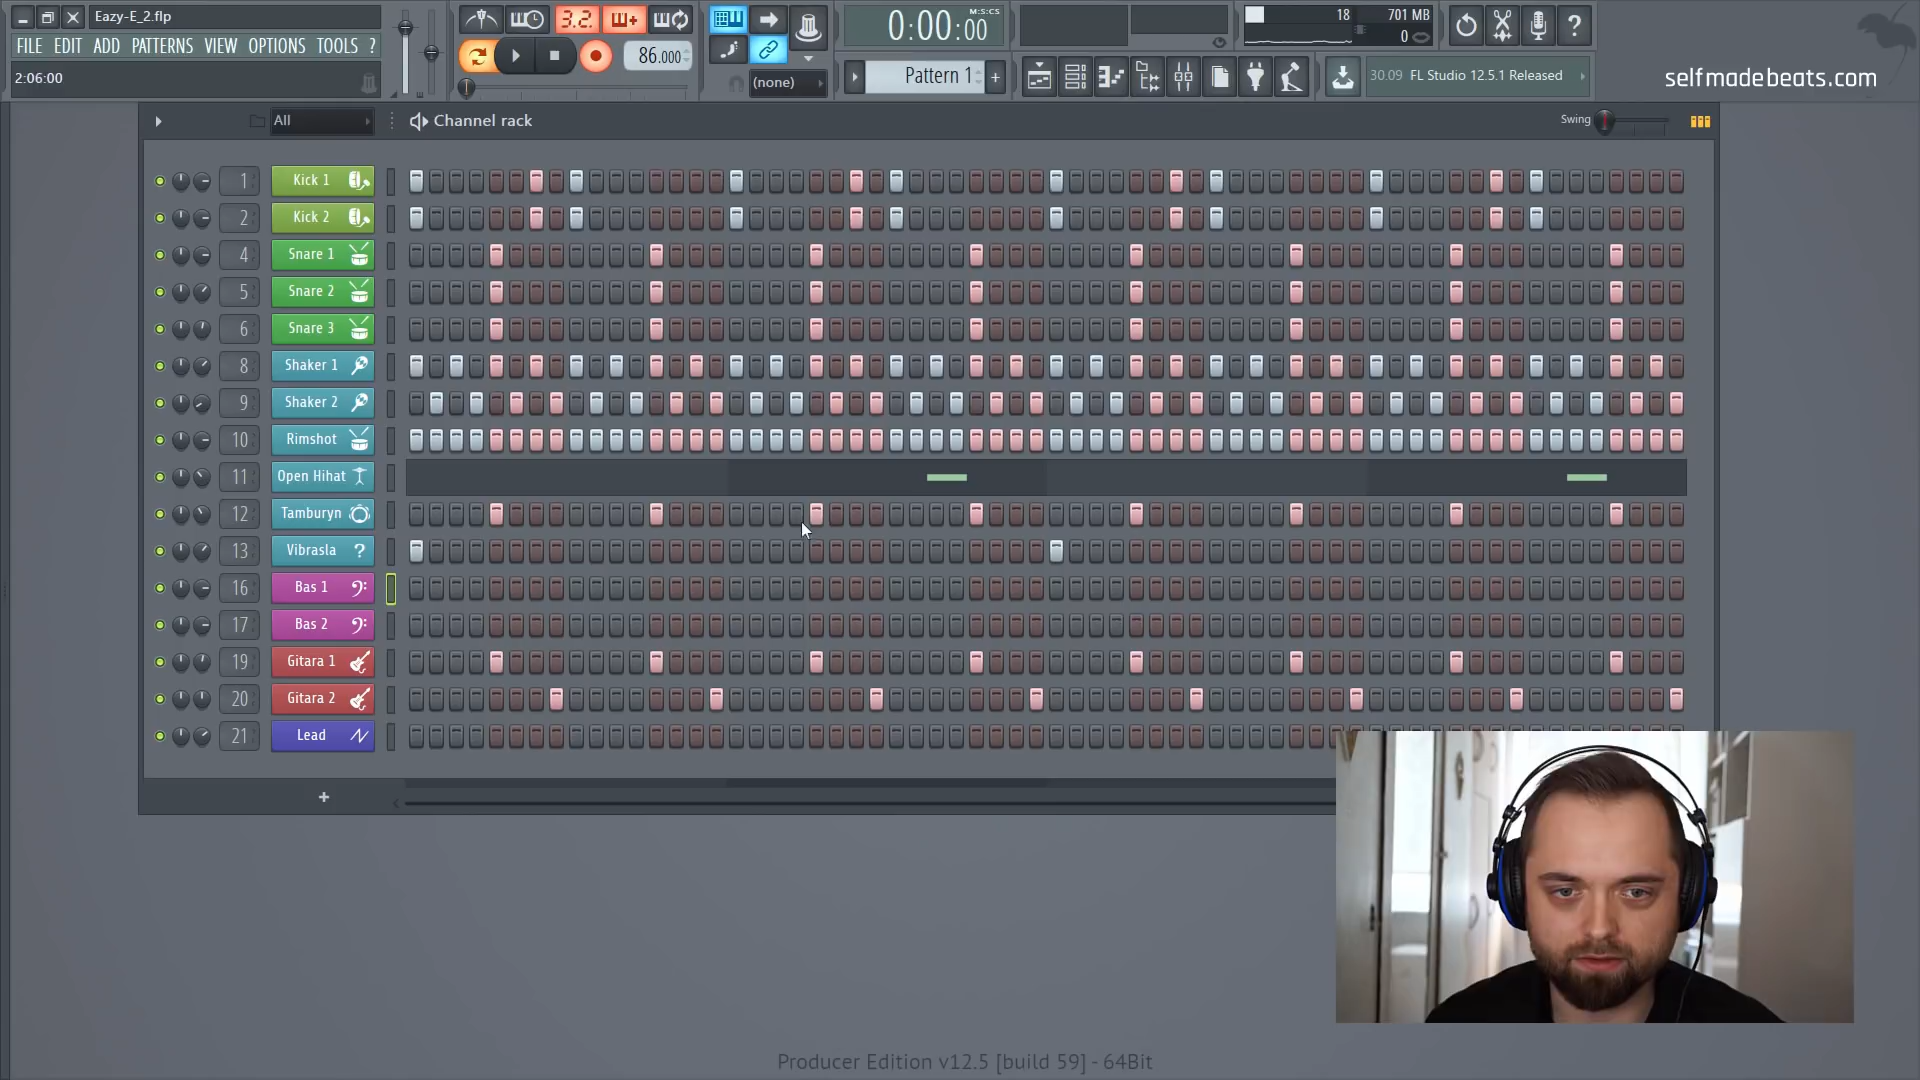 Eazy-E_2.flp
FILE EDIT ADD PATTERNS VIEW OPTIONS TOOLS ?
2:06:00
3.2.
86.000
(none)
0:00:00
M:S:CS
Pattern 1
+
18
701 MB
0
?
30.09 FL Studio 12.5.1 Released
selfmadebeats.com
All
Channel rack
Swing
1 Kick 1
2 Kick 2
4 Snare 1
5 Snare 2
6 Snare 3
8 Shaker 1
9 Shaker 2
10 Rimshot
11 Open Hihat
12 Tamburyn
13 Vibrasla ?
16 Bas 1
17 Bas 2
19 Gitara 1
20 Gitara 2
21 Lead
+
Producer Edition v12.5 [build 59] - 64Bit